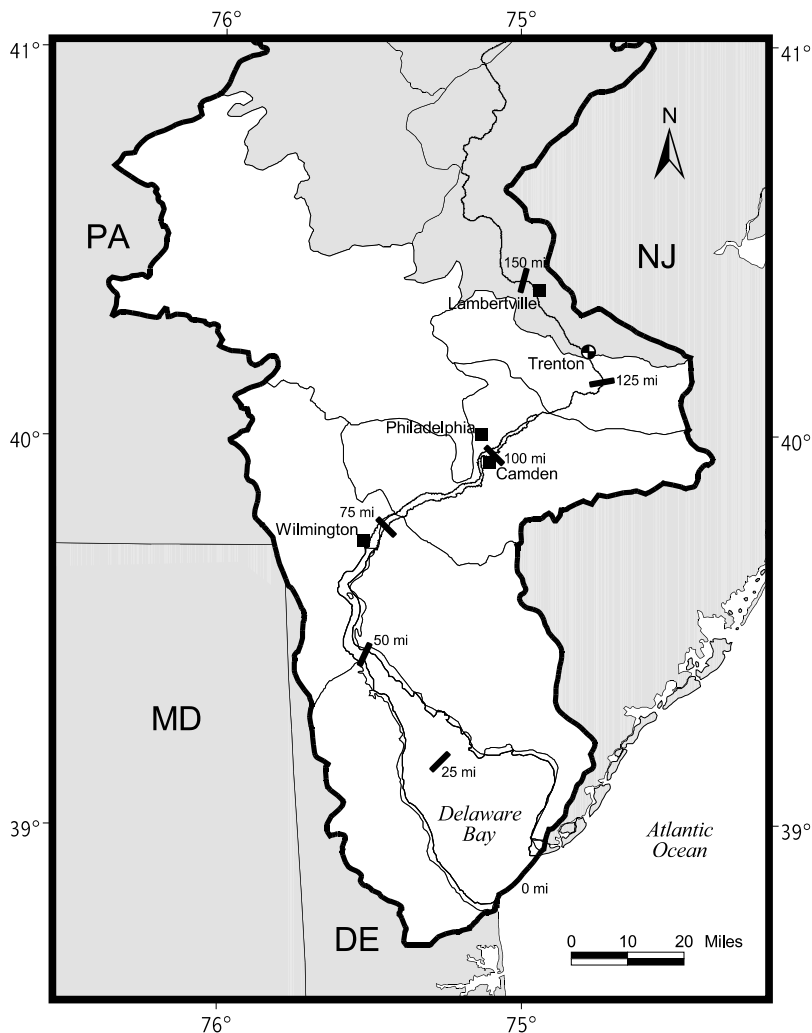 76°
75°
41°
41°
N
PA
NJ
150 mi
Lambertville
Trenton
125 mi
40°
40°
Philadelphia
100 mi
Camden
75 mi
Wilmington
50 mi
MD
25 mi
Delaware
Bay
Atlantic
Ocean
39°
39°
0 mi
DE
0 10 20 Miles
76°
75°